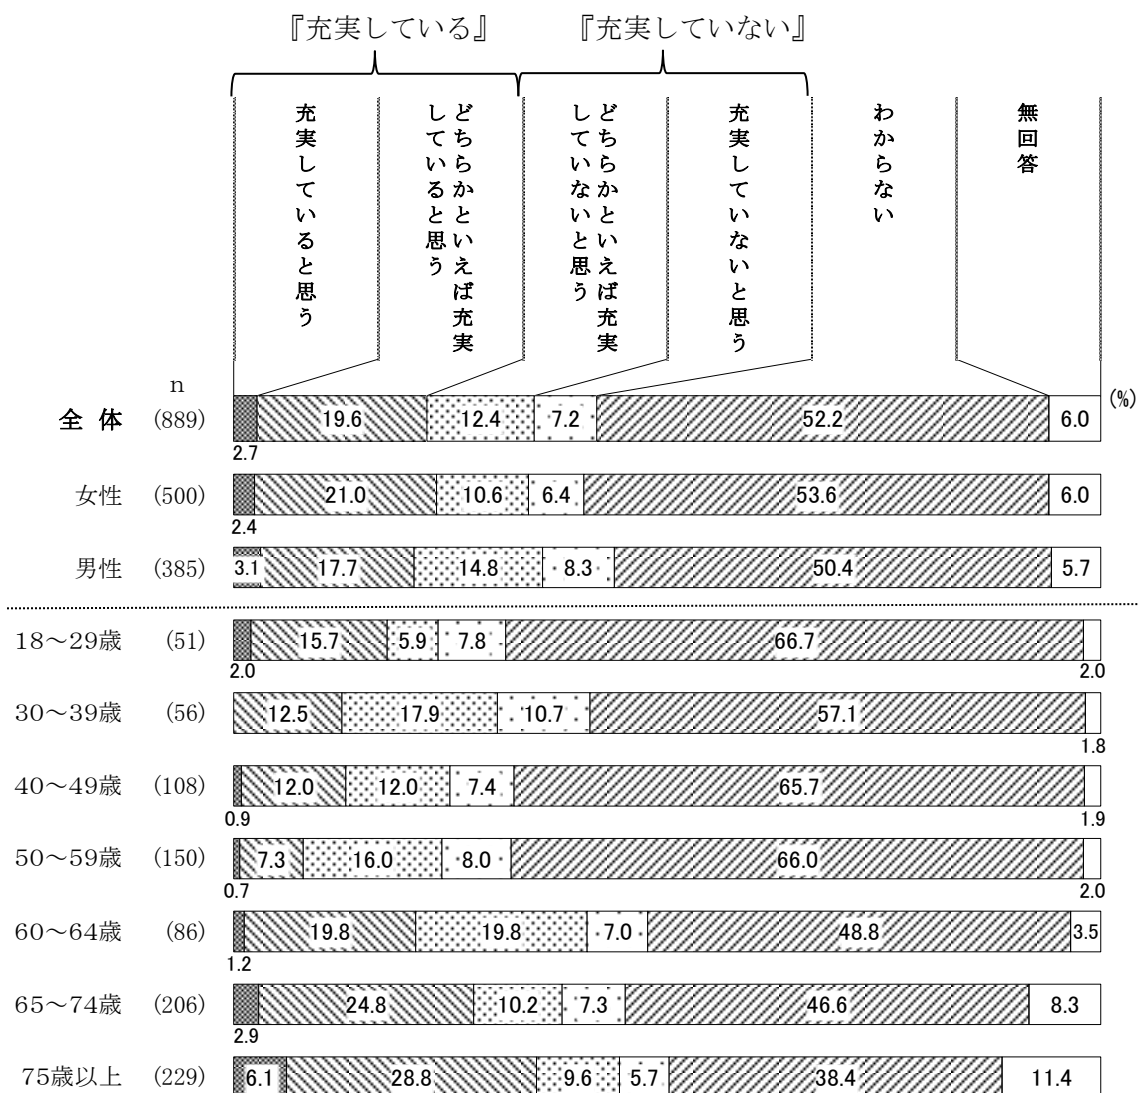 『充実している』
『充実していない』
充実していると思う
どちらかといえば充実
していると思う
どちらかといえば充実
していないと思う
充実していないと思う
わからない
無回答
n
(%)
全 体 (889) 19.6 12.4 7.2 52.2 6.0
2.7
女性 (500) 21.0 10.6 6.4 53.6 6.0
2.4
男性 (385) 3.1 17.7 14.8 8.3 50.4 5.7
18～29歳 (51) 15.7 5.9 7.8 66.7
2.0 2.0
30～39歳 (56) 12.5 17.9 10.7 57.1
1.8
40～49歳 (108) 12.0 12.0 7.4 65.7
0.9 1.9
50～59歳 (150) 7.3 16.0 8.0 66.0
0.7 2.0
60～64歳 (86) 19.8 19.8 7.0 48.8 3.5
1.2
65～74歳 (206) 24.8 10.2 7.3 46.6 8.3
2.9
75歳以上 (229) 6.1 28.8 9.6 5.7 38.4 11.4